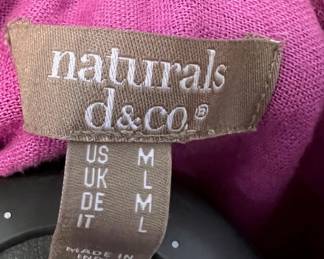 naturals
d&co.®
US M
UK L
DE M
IT L
MADE IN